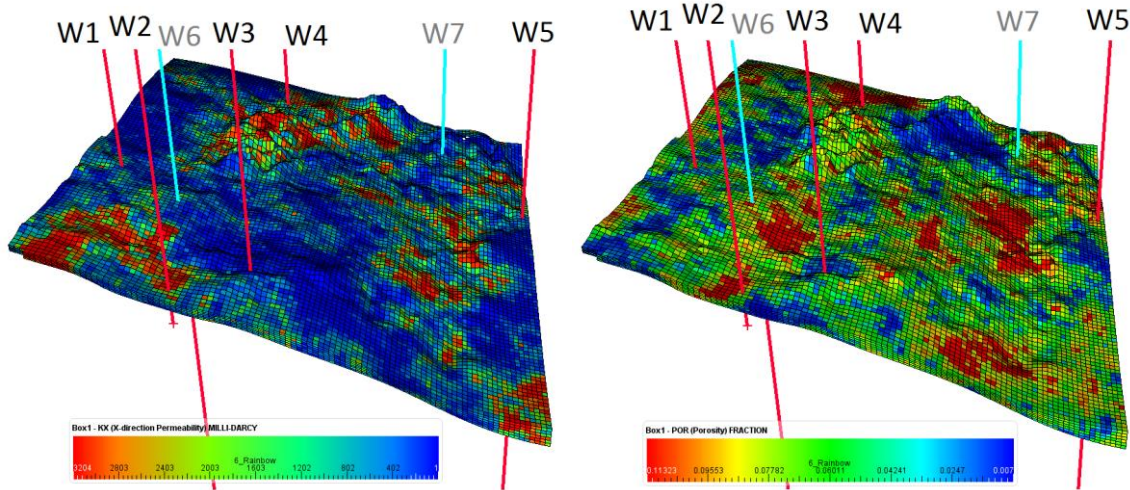 W1 W2 W6 W3 W4 W7 W5
W1 W2 W6 W3 W4 W7 W5
Box1 - KX (X-direction Permeability) MILLI-DARCY
6_Rainbow
3204 2803 2403 2003 1603 1202 802 402 1
Box1 - POR (Porosity) FRACTION
6_Rainbow
0.11323 0.09553 0.07782 0.06011 0.04241 0.0247 0.007